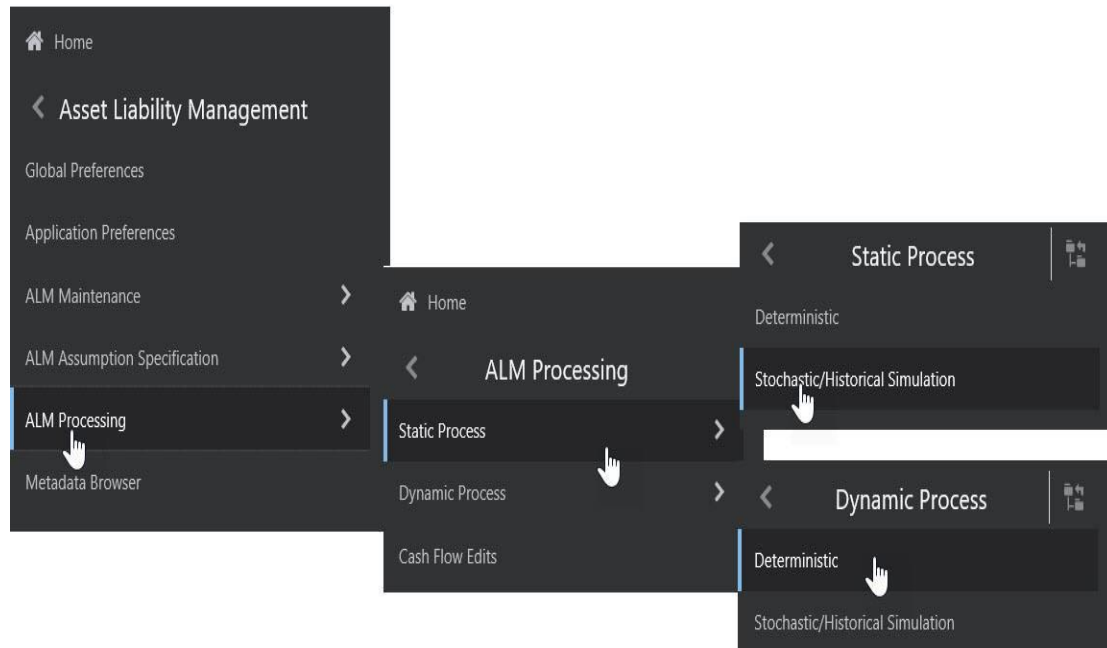 Home
Asset Liability Management
Global Preferences
Application Preferences
ALM Maintenance
ALM Assumption Specification
ALM Processing
Metadata Browser
Home
ALM Processing
Static Process
Dynamic Process
Cash Flow Edits
Static Process
Deterministic
Stochastic/Historical Simulation
Dynamic Process
Deterministic
Stochastic/Historical Simulation